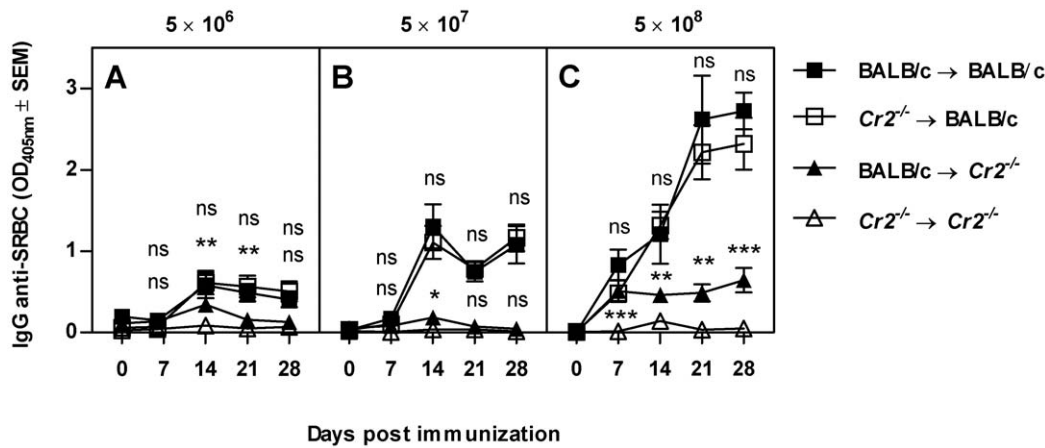 5 × 10⁶ 5 × 10⁷ 5 × 10⁸
IgG anti-SRBC (OD₄₀₅ₙₘ ± SEM)
3
2
1
0
A
ns
ns
ns
ns
**
ns
**
ns
ns
B
ns
ns
ns
*
ns
ns
ns
ns
C
ns
***
ns
**
ns
**
ns
***
BALB/c → BALB/c
Cr2⁻/⁻ → BALB/c
BALB/c → Cr2⁻/⁻
Cr2⁻/⁻ → Cr2⁻/⁻
0 7 14 21 28 0 7 14 21 28 0 7 14 21 28
Days post immunization